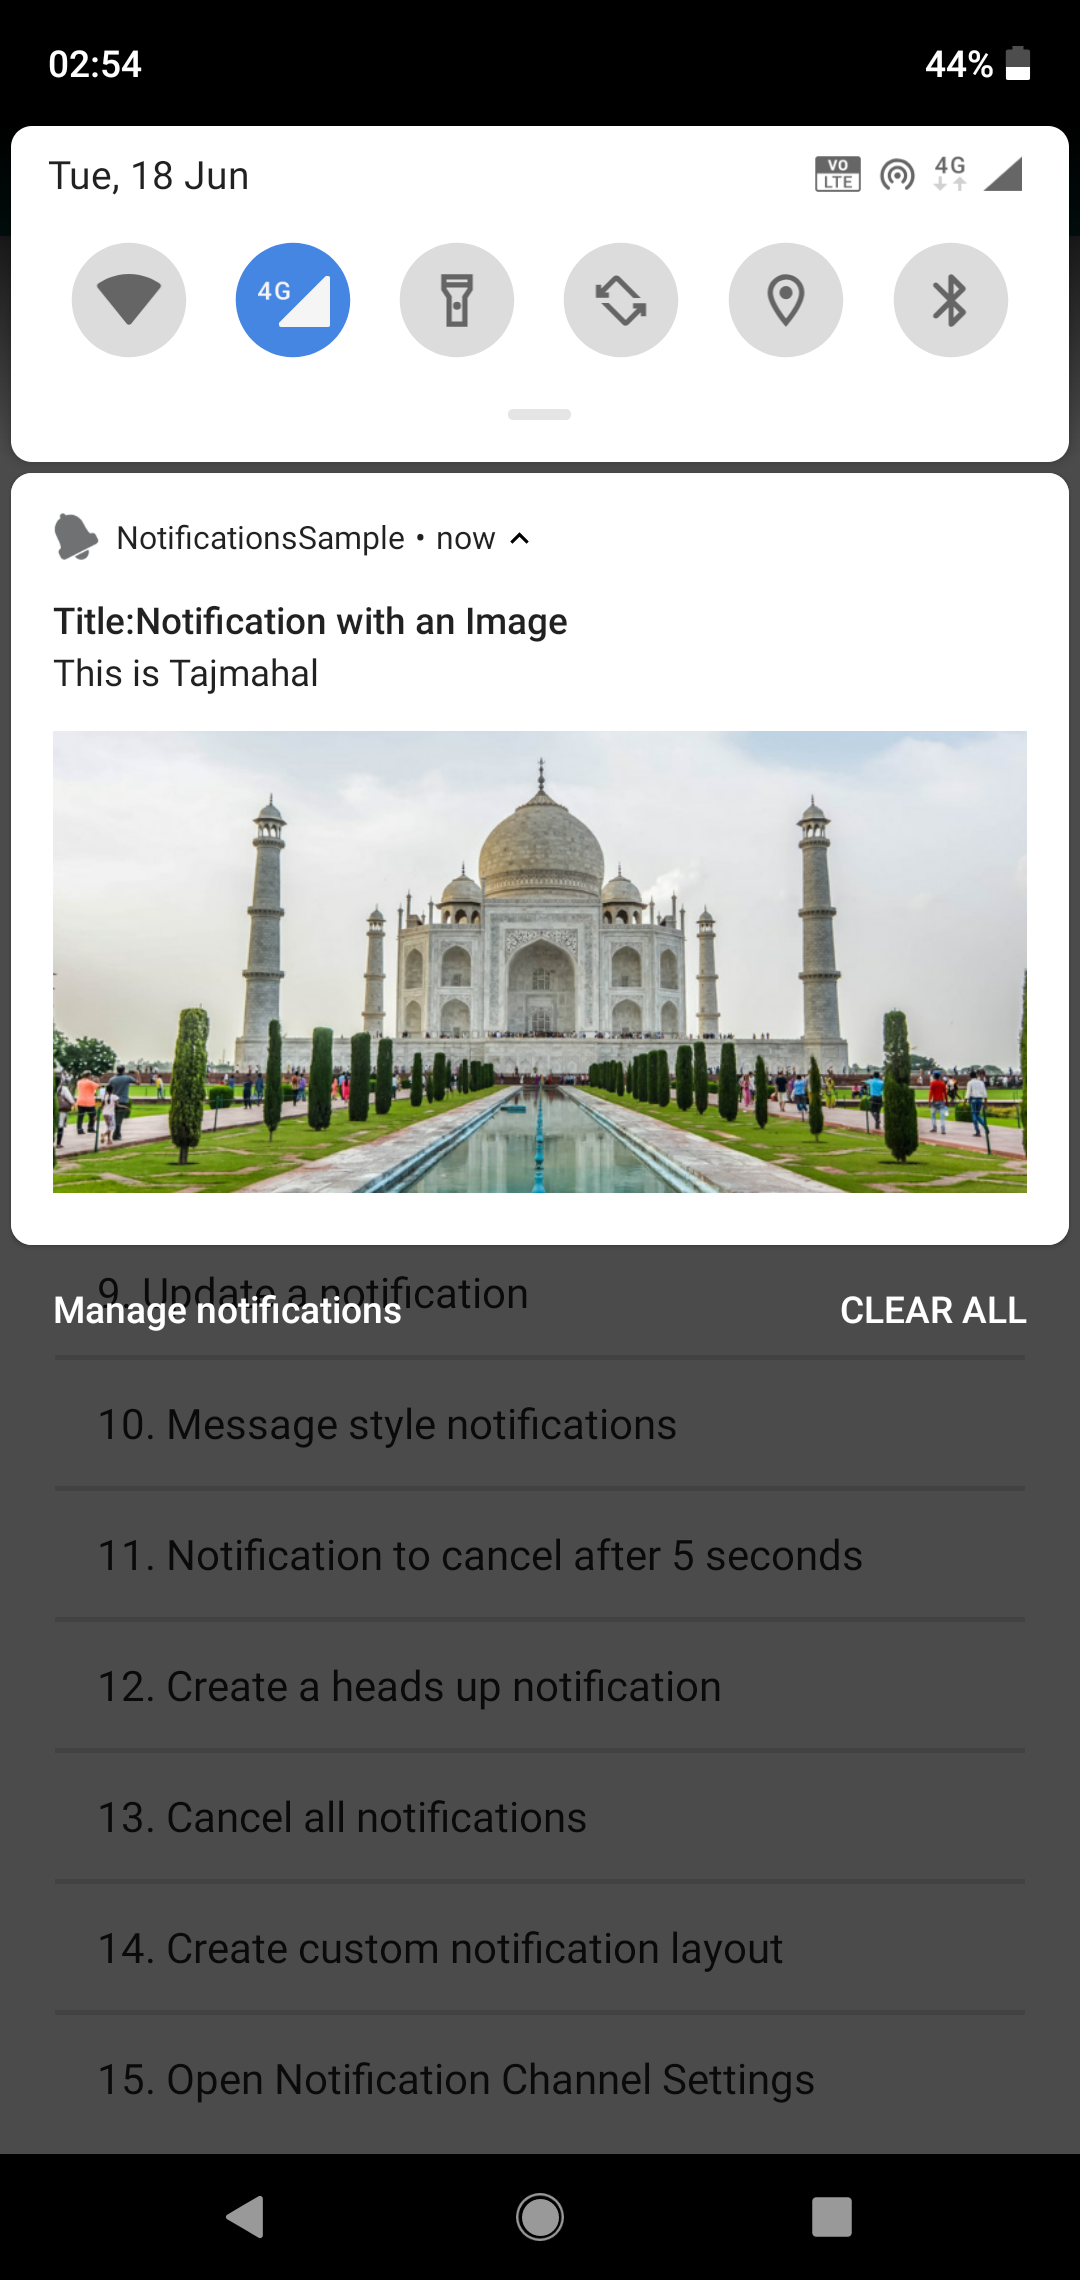 02:54 44%
Tue, 18 Jun VO LTE 4G
4G
NotificationsSample • now
Title:Notification with an Image
This is Tajmahal
9. Update a notification
Manage notifications CLEAR ALL
10. Message style notifications
11. Notification to cancel after 5 seconds
12. Create a heads up notification
13. Cancel all notifications
14. Create custom notification layout
15. Open Notification Channel Settings